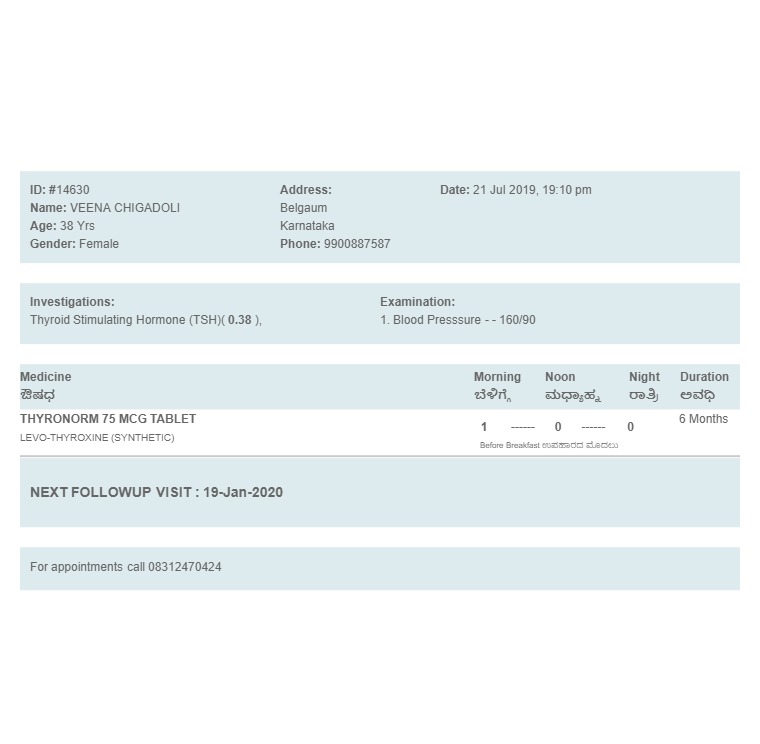 ID: #14630
Name: VEENA CHIGADOLI
Age: 38 Yrs
Gender: Female
Address:
Belgaum
Karnataka
Phone: 9900887587
Date: 21 Jul 2019, 19:10 pm
Investigations:
Thyroid Stimulating Hormone (TSH)( 0.38 ),
Examination:
1. Blood Presssure - - 160/90
Medicine Morning Noon Night Duration
ಔಷಧ ಬೆಳಿಗ್ಗೆ ಮಧ್ಯಾಹ್ನ ರಾತ್ರಿ ಅವಧಿ
THYRONORM 75 MCG TABLET 6 Months
LEVO-THYROXINE (SYNTHETIC)
1 ------ 0 ------ 0
Before Breakfast ಉಪಹಾರದ ಮೊದಲು
NEXT FOLLOWUP VISIT : 19-Jan-2020
For appointments call 08312470424